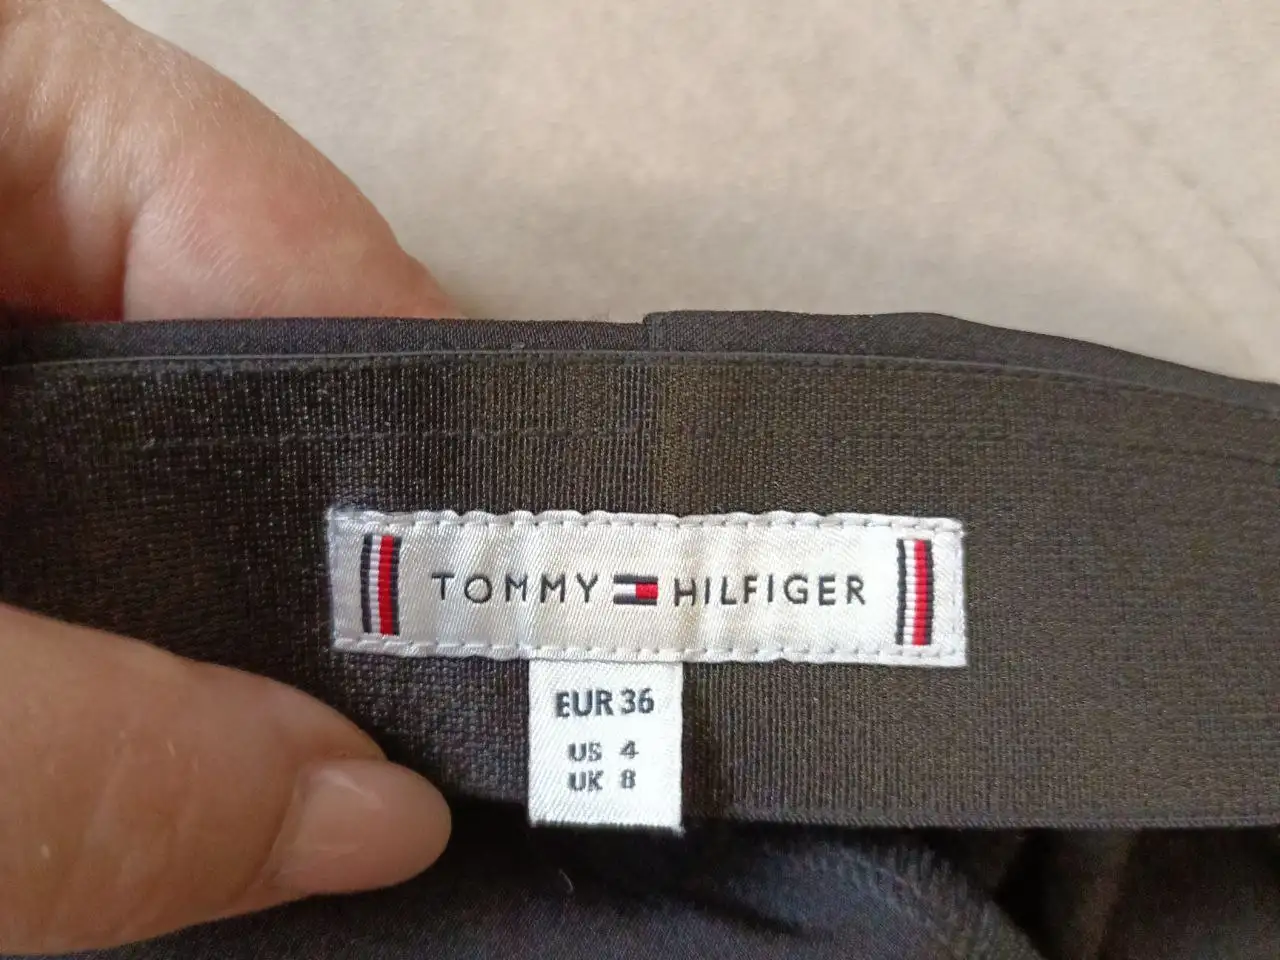 TOMMY HILFIGER
EUR 36
US 4
UK 8